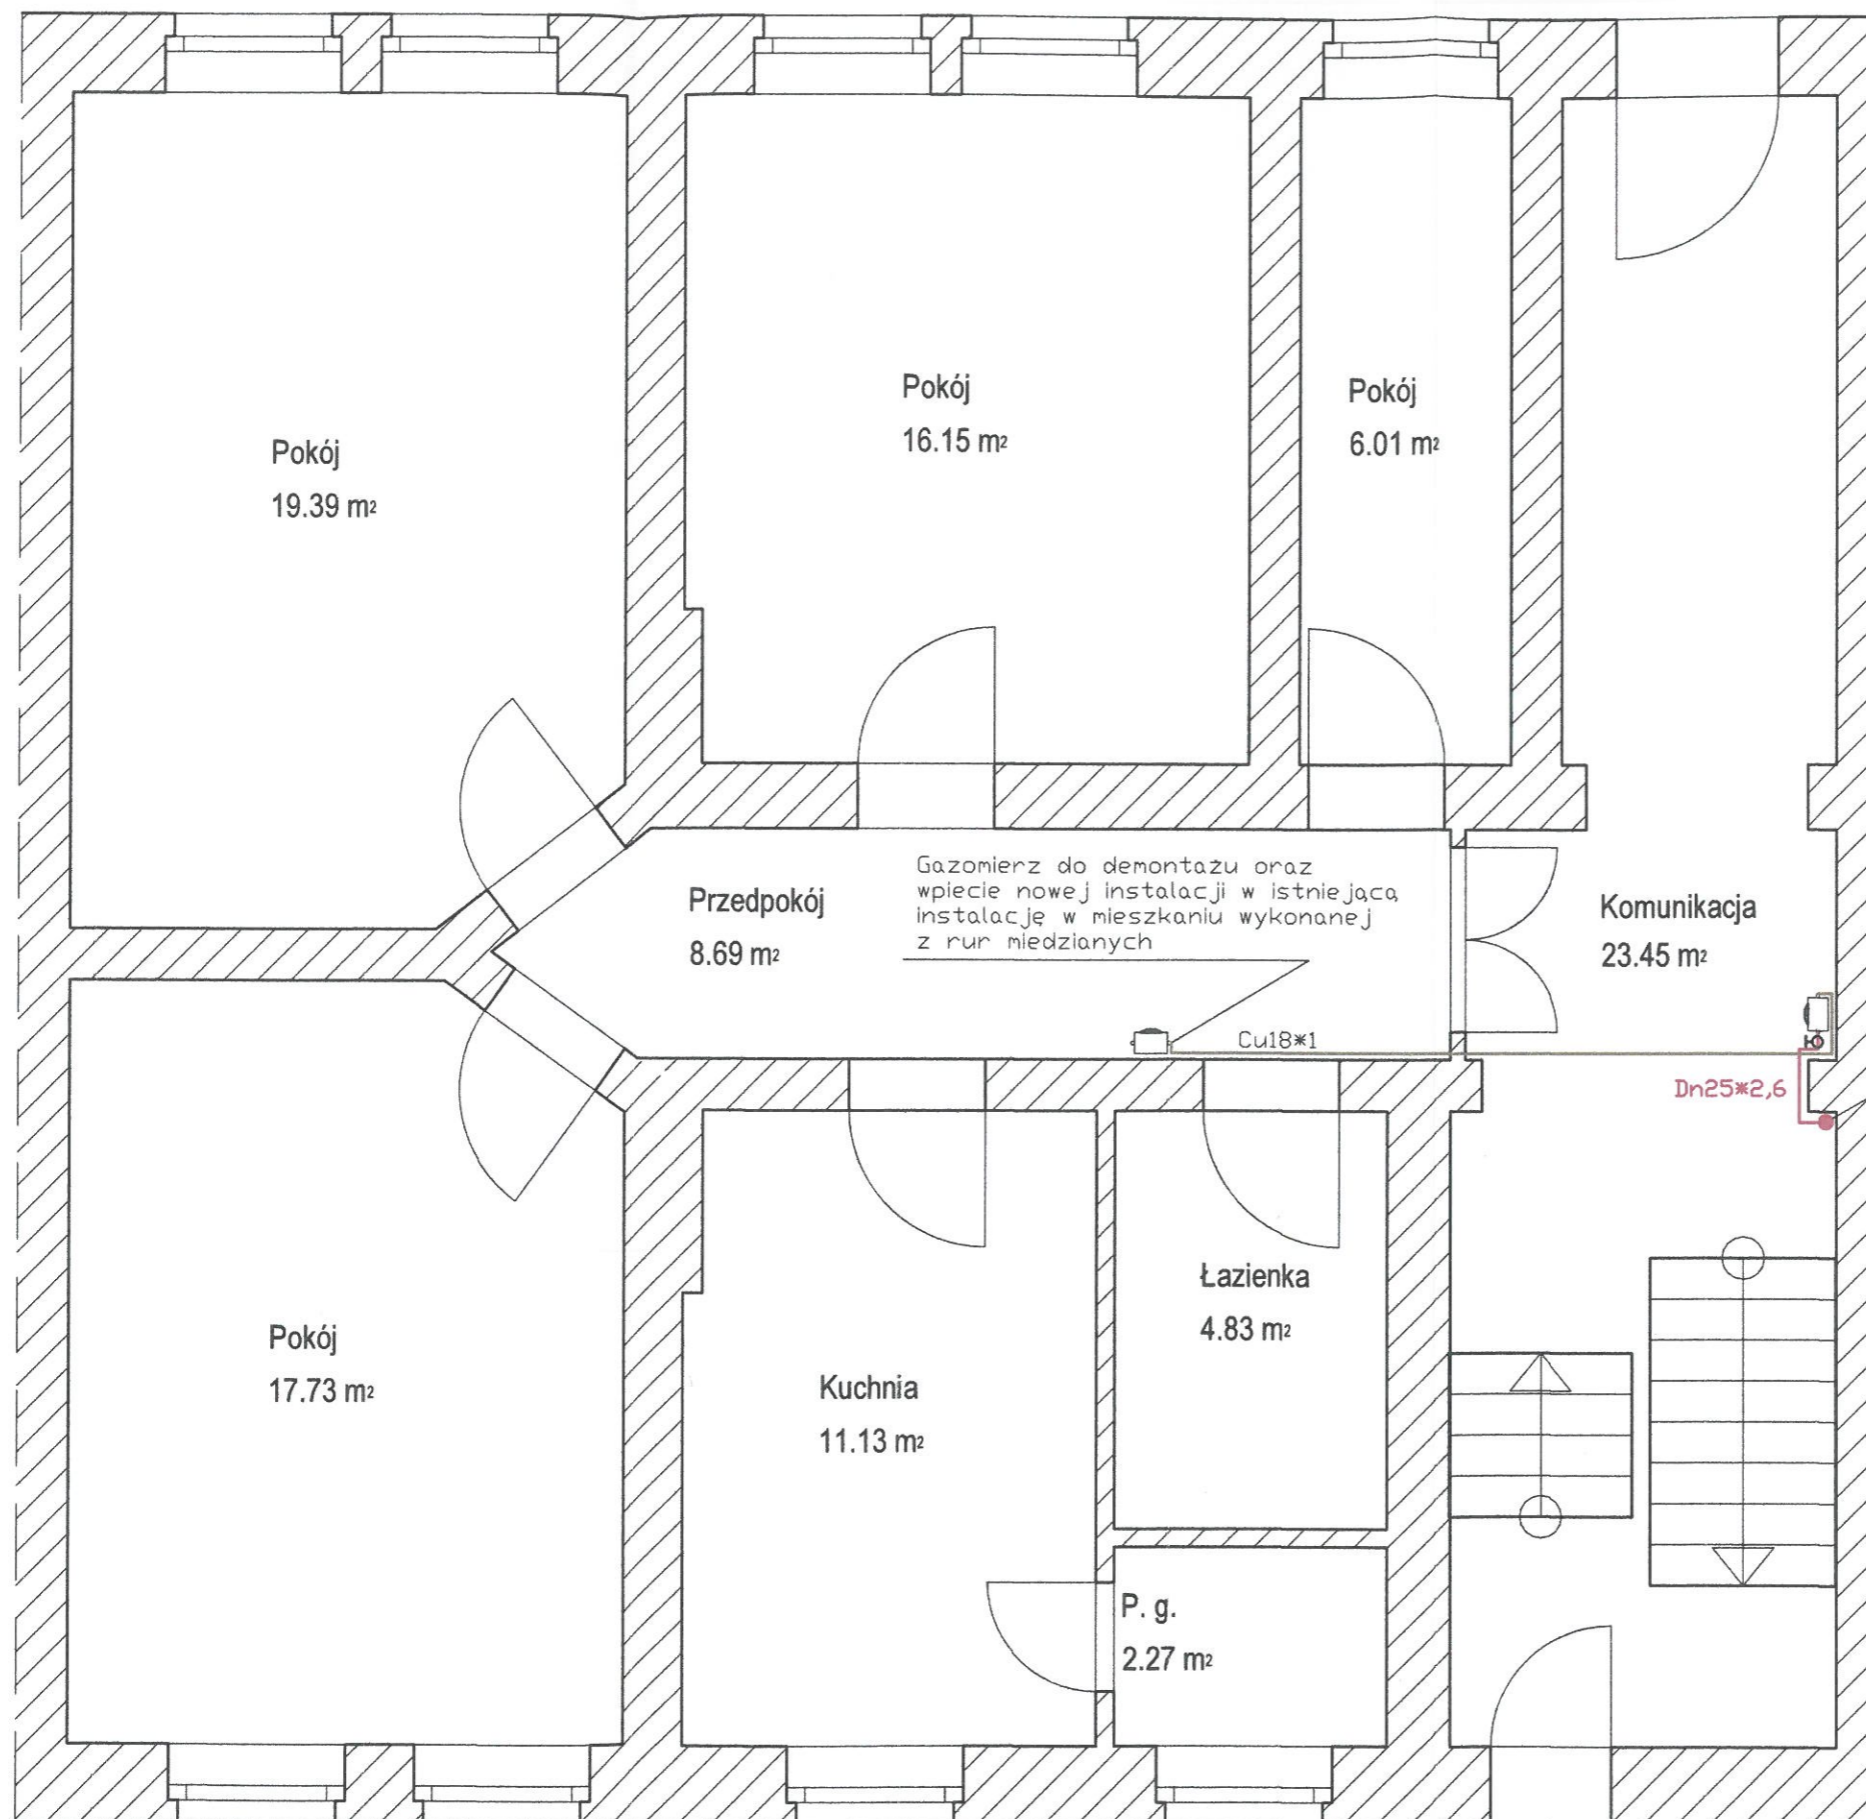 Pokój
19.39 m²
Pokój
16.15 m²
Pokój
6.01 m²
Przedpokój
8.69 m²
Gazomierz do demontażu oraz
wpiecie nowej instalacji w istniejącą
instalację w mieszkaniu wykonanej
z rur miedzianych
Cu18*1
Komunikacja
23.45 m²
Dn25*2,6
Pokój
17.73 m²
Kuchnia
11.13 m²
Łazienka
4.83 m²
P. g.
2.27 m²